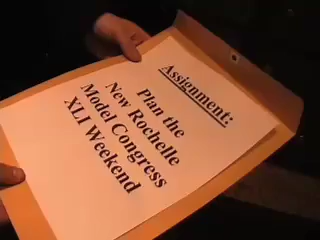 Assignment:
Plan the
New Rochelle
Model Congress
XLI Weekend